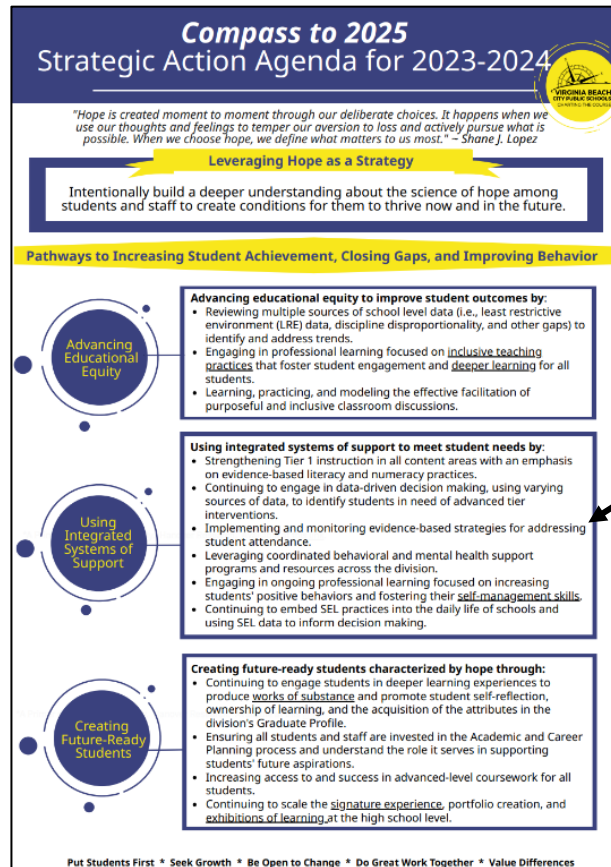 Compass to 2025
Strategic Action Agenda for 2023-2024
VIRGINIA BEACH
CITY PUBLIC SCHOOLS
CHARTING THE COURSE
"Hope is created moment to moment through our deliberate choices. It happens when we
use our thoughts and feelings to temper our aversion to loss and actively pursue what is
possible. When we choose hope, we define what matters to us most." ~ Shane J. Lopez
Leveraging Hope as a Strategy
Intentionally build a deeper understanding about the science of hope among
students and staff to create conditions for them to thrive now and in the future.
Pathways to Increasing Student Achievement, Closing Gaps, and Improving Behavior
Advancing
Educational
Equity
Advancing educational equity to improve student outcomes by:
• Reviewing multiple sources of school level data (i.e., least restrictive
environment (LRE) data, discipline disproportionality, and other gaps) to
identify and address trends.
• Engaging in professional learning focused on inclusive teaching
practices that foster student engagement and deeper learning for all
students.
• Learning, practicing, and modeling the effective facilitation of
purposeful and inclusive classroom discussions.
Using
Integrated
Systems of
Support
Using integrated systems of support to meet student needs by:
• Strengthening Tier 1 instruction in all content areas with an emphasis
on evidence-based literacy and numeracy practices.
• Continuing to engage in data-driven decision making, using varying
sources of data, to identify students in need of advanced tier
interventions.
• Implementing and monitoring evidence-based strategies for addressing
student attendance.
• Leveraging coordinated behavioral and mental health support
programs and resources across the division.
• Engaging in ongoing professional learning focused on increasing
students' positive behaviors and fostering their self-management skills.
• Continuing to embed SEL practices into the daily life of schools and
using SEL data to inform decision making.
Creating
Future-Ready
Students
Creating future-ready students characterized by hope through:
• Continuing to engage students in deeper learning experiences to
produce works of substance and promote student self-reflection,
ownership of learning, and the acquisition of the attributes in the
division's Graduate Profile.
• Ensuring all students and staff are invested in the Academic and Career
Planning process and understand the role it serves in supporting
students' future aspirations.
• Increasing access to and success in advanced-level coursework for all
students.
• Continuing to scale the signature experience, portfolio creation, and
exhibitions of learning at the high school level.
Put Students First * Seek Growth * Be Open to Change * Do Great Work Together * Value Differences